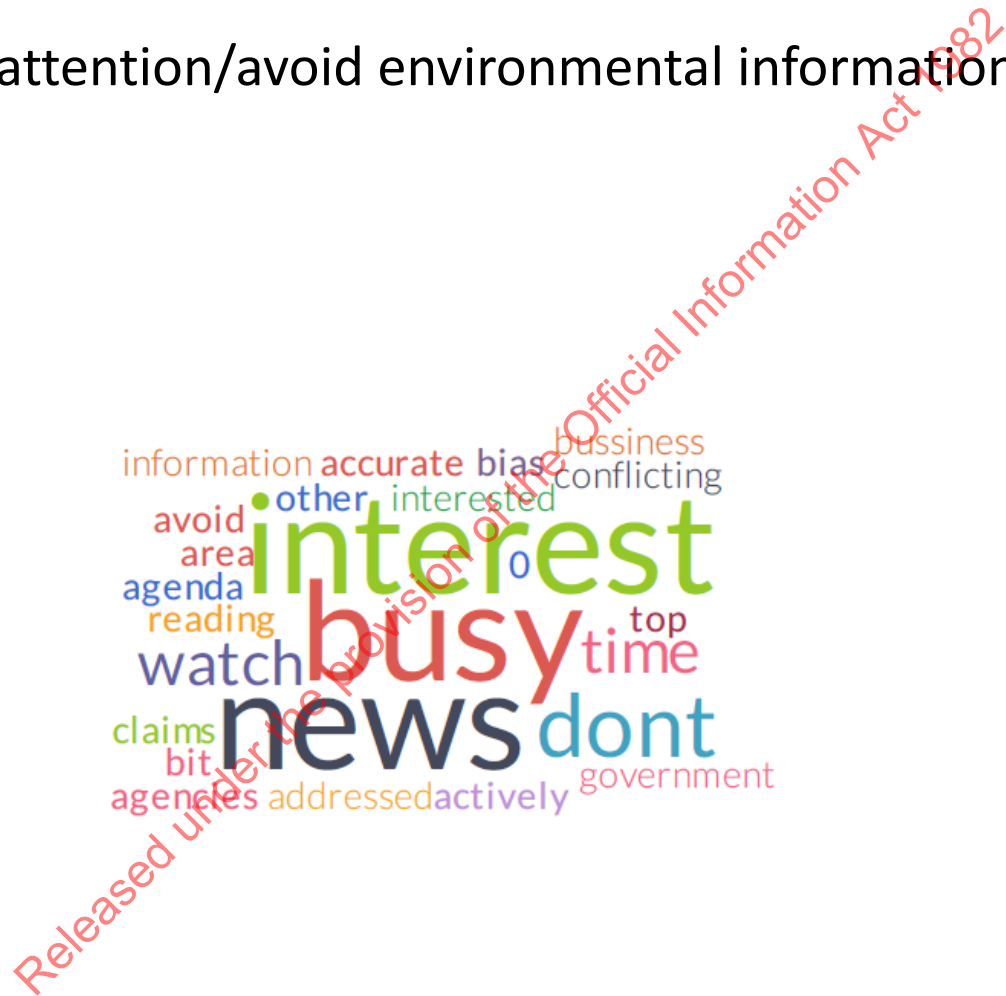 attention/avoid environmental information
bussiness
information accurate bias conflicting
other interested
avoid interest
area 0
agenda
busy
reading top
watch time
news dont
claims
bit
government
agencies addressed actively
Released under the provision of the Official Information Act 1982